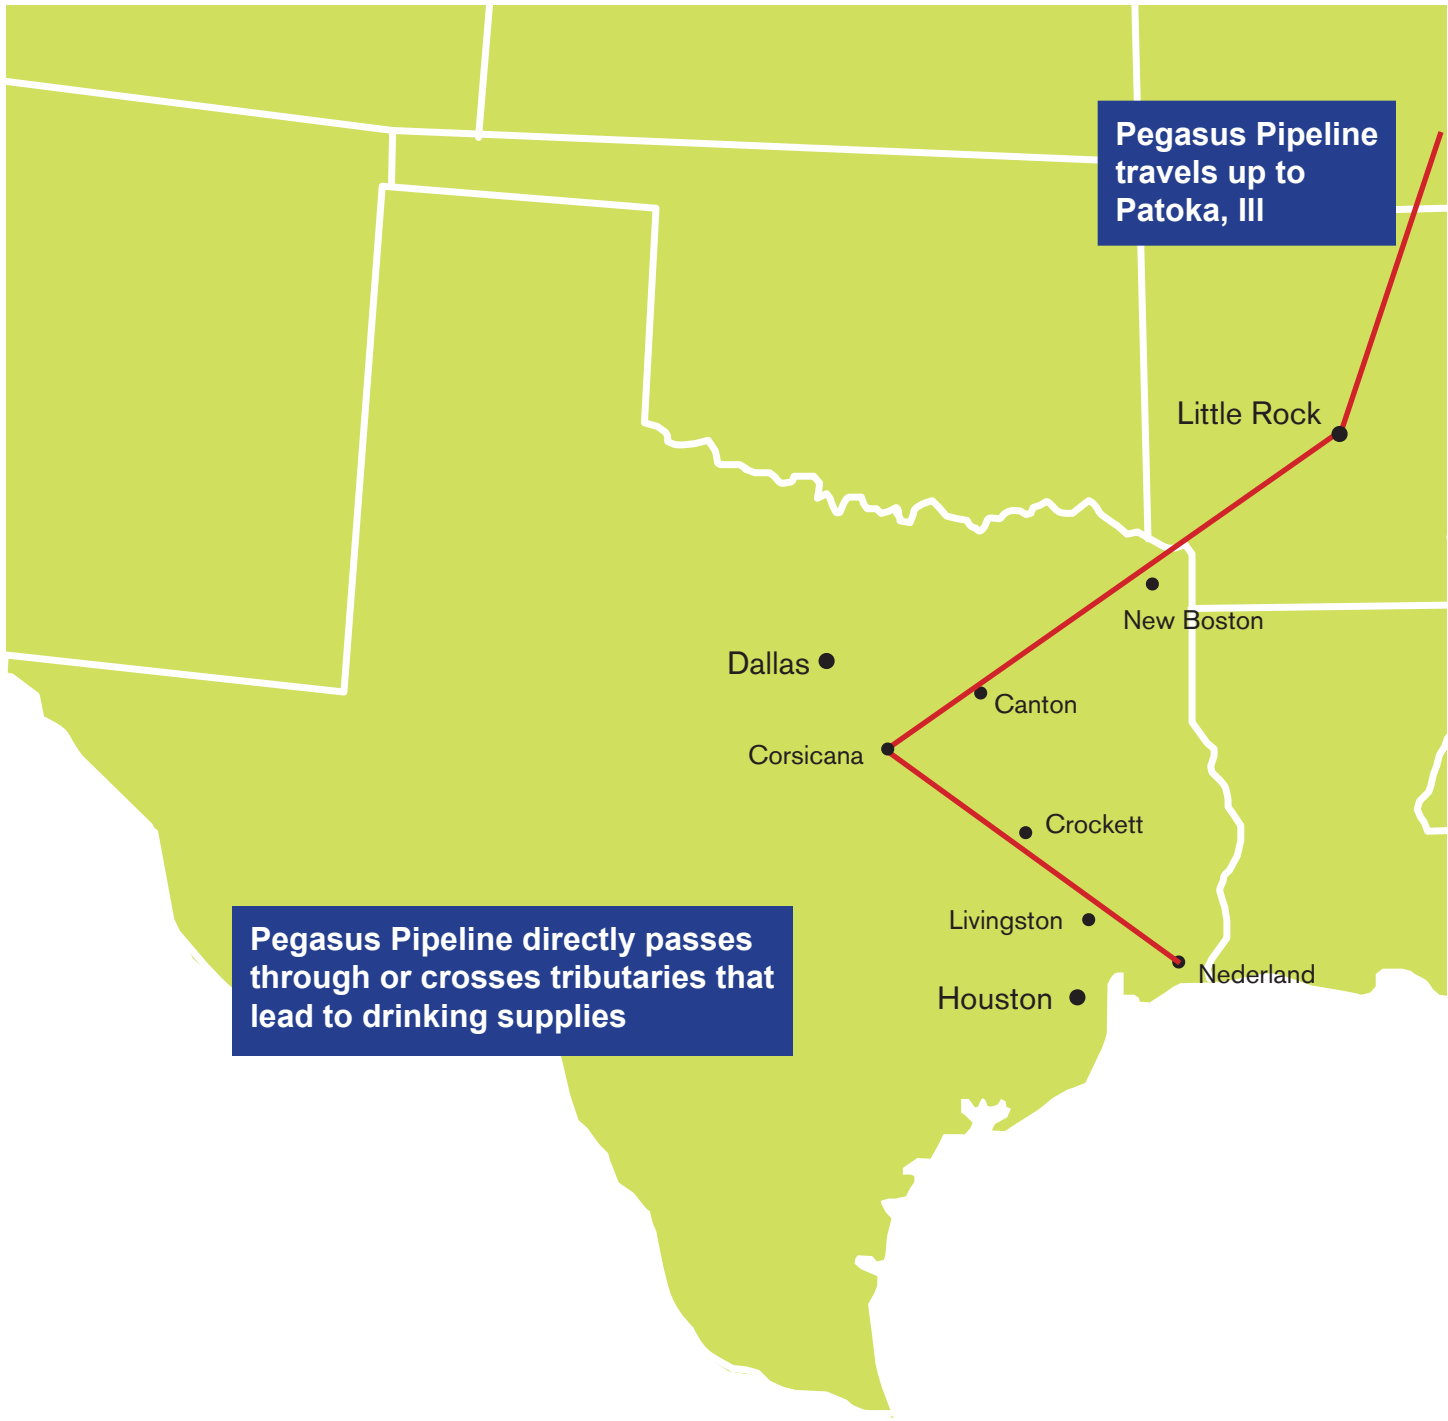 Pegasus Pipeline
travels up to
Patoka, Ill
Little Rock
New Boston
Dallas
Canton
Corsicana
Crockett
Livingston
Pegasus Pipeline directly passes
through or crosses tributaries that
lead to drinking supplies
Nederland
Houston